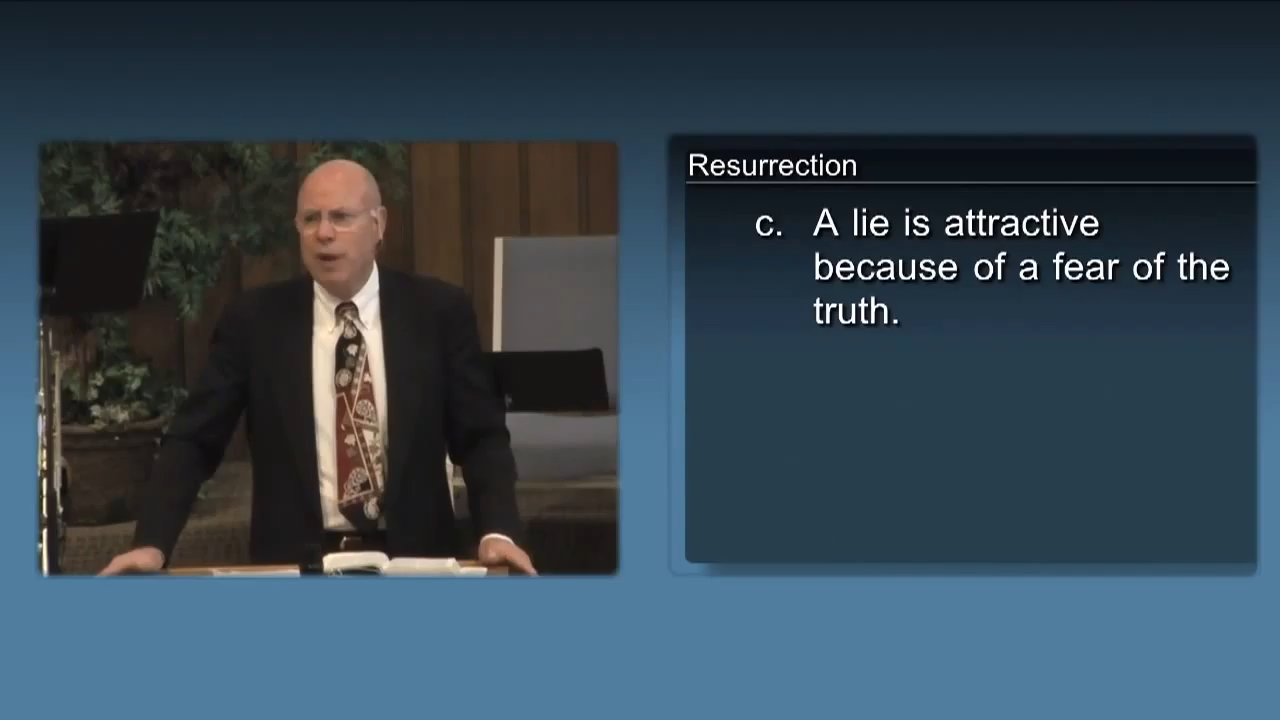 Resurrection
c. A lie is attractive
because of a fear of the
truth.